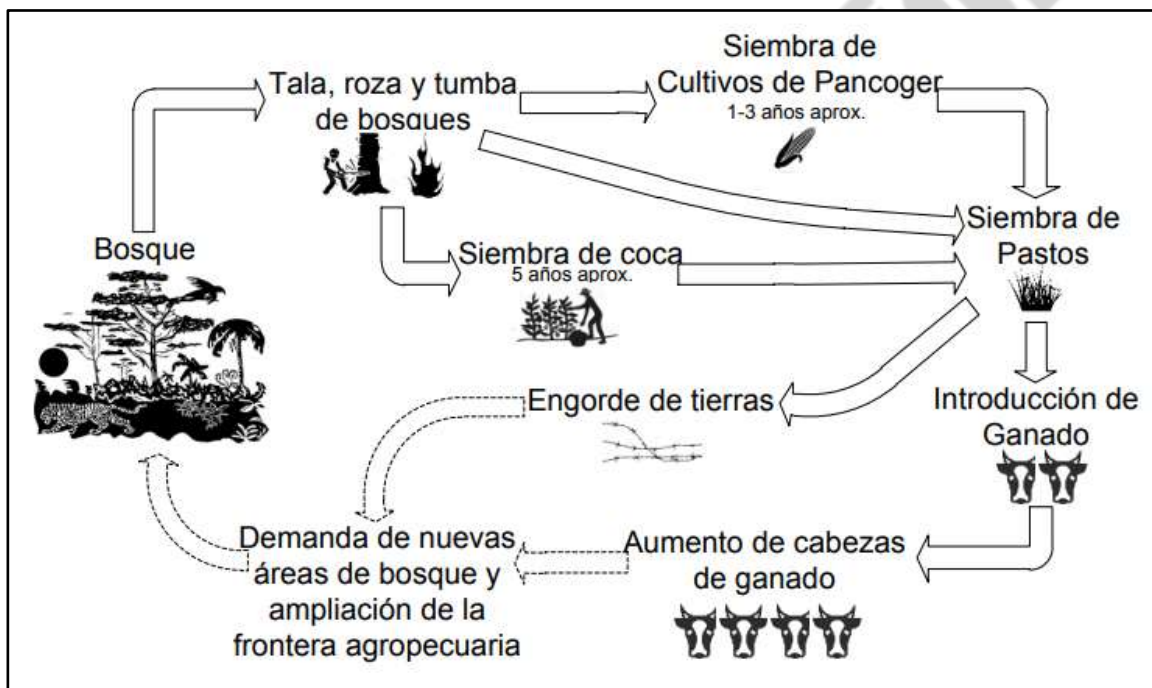 Siembra de
Cultivos de Pancoger
1-3 años aprox.
Tala, roza y tumba
de bosques
Bosque
Siembra de coca
5 años aprox.
Siembra de
Pastos
Engorde de tierras
Introducción de
Ganado
Demanda de nuevas
áreas de bosque y
ampliación de la
frontera agropecuaria
Aumento de cabezas
de ganado